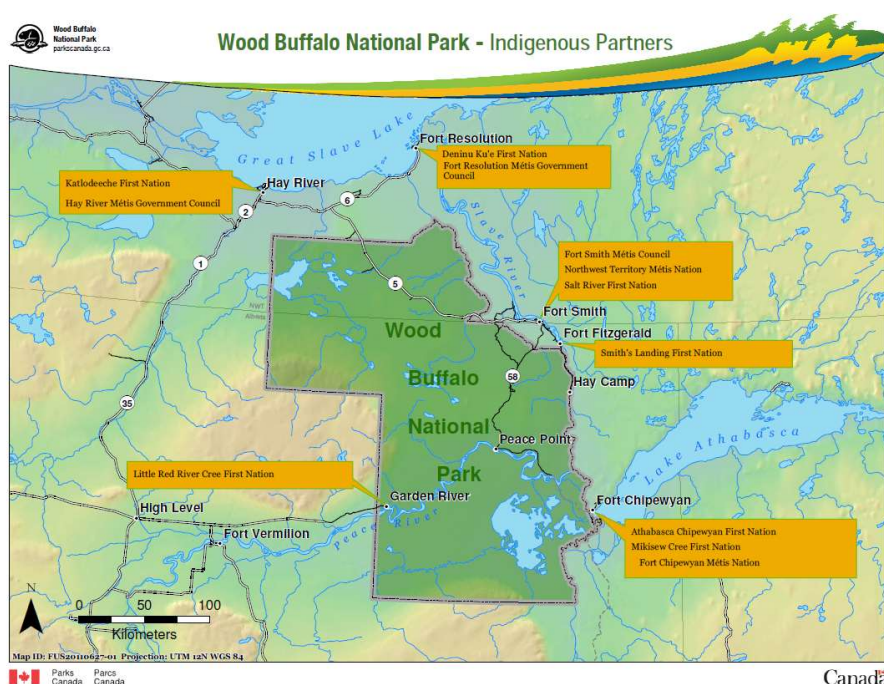 Wood Buffalo
National Park
parkscanada.gc.ca
Wood Buffalo National Park - Indigenous Partners
Great Slave Lake
Fort Resolution
Deninu Ku'e First Nation
Fort Resolution Métis Government
Council
Katlodeeche First Nation
Hay River Métis Government Council
Hay River
6
2
Slave River
1
5
NWT
Alberta
Fort Smith Métis Council
Northwest Territory Métis Nation
Salt River First Nation
Fort Smith
Fort Fitzgerald
Smith's Landing First Nation
Wood
Buffalo
National
Park
58
Hay Camp
35
Peace Point
Lake Athabasca
Little Red River Cree First Nation
Garden River
Peace River
High Level
Fort Vermilion
Fort Chipewyan
Athabasca Chipewyan First Nation
Mikisew Cree First Nation
Fort Chipewyan Métis Nation
N
0 50 100
Kilometers
Map ID: FUS20110627-01 Projection: UTM 12N WGS 84
Parks Parcs
Canada Canada
Canada